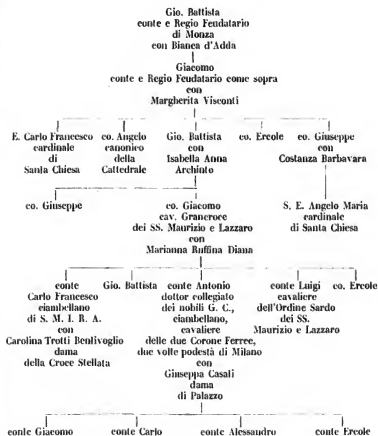 Gio. Battista
conte e Regio Feudatario
di Monza
con Bianca d'Adda
Giacomo
conte e Regio Feudatario come sopra
con
Margherita Visconti
E. Carlo Francesco
cardinale
di
Santa Chiesa
co. Angelo
canonico
della
Cattedrale
Gio. Battista
con
Isabella Anna
Archinto
co. Ercole
co. Giuseppe
con
Costanza Barbavara
co. Giuseppe
co. Giacomo
cav. Grancroce
dei SS. Maurizio e Lazzaro
con
Marianna Ruffina Diana
S. E. Angelo Maria
cardinale
di Santa Chiesa
conte
Carlo Francesco
ciambellano
di S. M. I. R. A.
con
Carolina Trotti Bentivoglio
dama
della Croce Stellata
Gio. Battista
conte Antonio
dottor collegiato
dei nobili G. C.,
ciambellano,
cavaliere
delle due Corone Ferree,
due volte podestà di Milano
con
Giuseppa Casali
dama
di Palazzo
conte Luigi
cavaliere
dell'Ordine Sardo
dei SS.
Maurizio e Lazzaro
co. Ercole
conte Giacomo
conte Carlo
conte Alessandro
conte Ercole